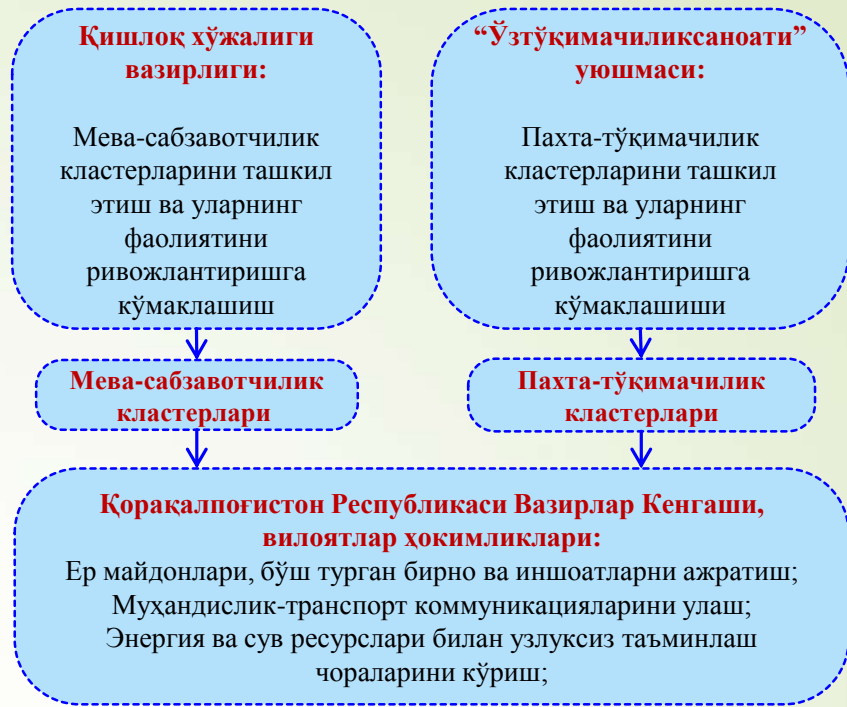 Қишлоқ хўжалиги
вазирлиги:
Мева-сабзавотчилик
кластерларини ташкил
этиш ва уларнинг
фаолиятини
ривожлантиришга
кўмаклашиш
“Ўзтўқимачиликсаноати”
уюшмаси:
Пахта-тўқимачилик
кластерларини ташкил
этиш ва уларнинг
фаолиятини
ривожлантиришга
кўмаклашиши
Мева-сабзавотчилик
кластерлари
Пахта-тўқимачилик
кластерлари
Қорақалпоғистон Республикаси Вазирлар Кенгаши,
вилоятлар ҳокимликлари:
Ер майдонлари, бўш турган бирно ва иншоатларни ажратиш;
Муҳандислик-транспорт коммуникацияларини улаш;
Энергия ва сув ресурслари билан узлуксиз таъминлаш
чораларини кўриш;